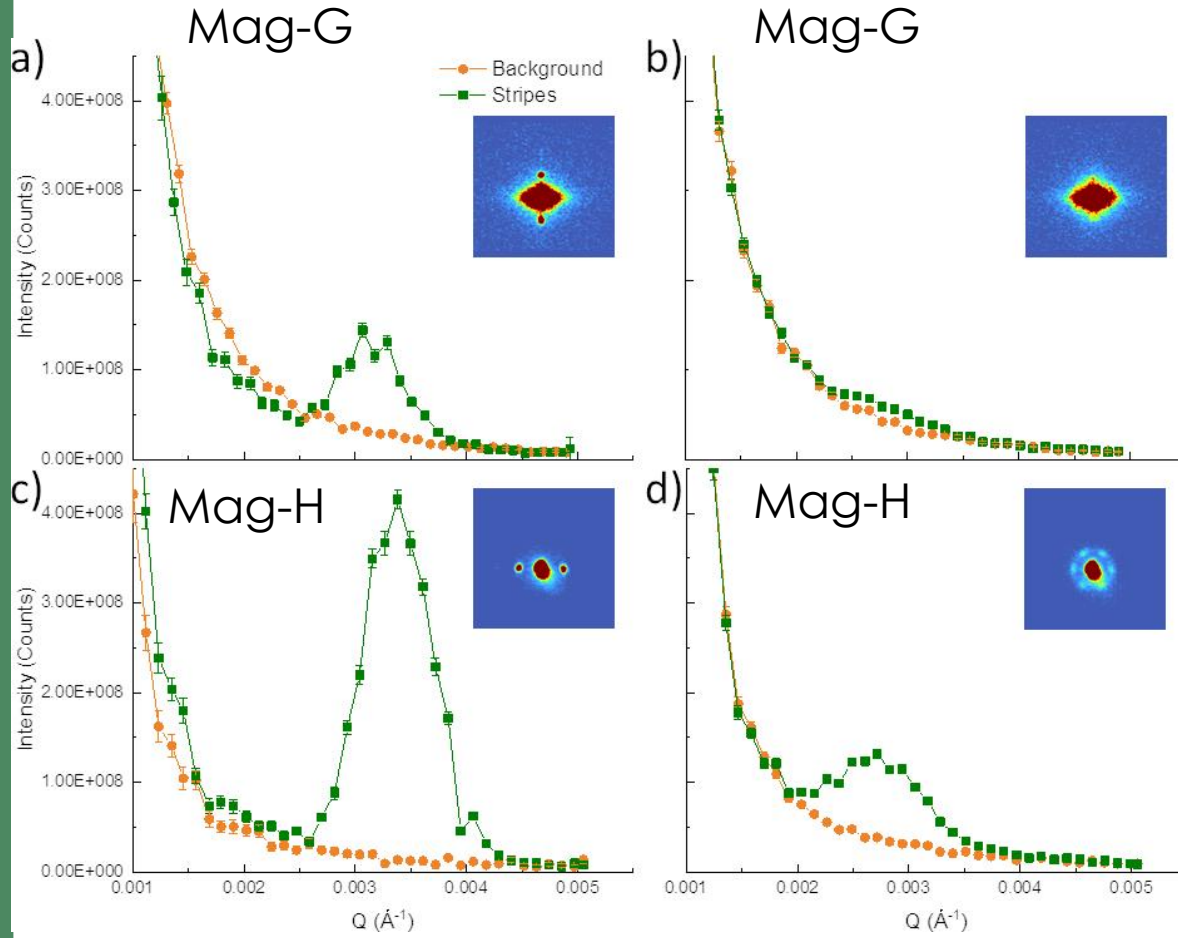 Mag-G
Mag-G
a)
Background
Stripes
b)
4.00E+008
3.00E+008
2.00E+008
1.00E+008
0.00E+000
Intensity (Counts)
c)
Mag-H
d)
Mag-H
4.00E+008
3.00E+008
2.00E+008
1.00E+008
0.00E+000
Intensity (Counts)
0.001
0.002
0.003
0.004
0.005
0.001
0.002
0.003
0.004
0.005
Q (Å⁻¹)
Q (Å⁻¹)